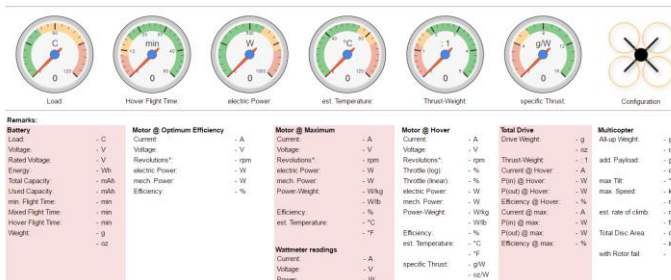 C
0
120
min
0
W
0
1000
°C
0
120
: 1
0
g/W
0
Load:
Hover Flight Time:
electric Power:
est. Temperature:
Thrust-Weight:
specific Thrust:
Configuration
Remarks:
Battery
Load: - C
Voltage: - V
Rated Voltage: - V
Energy: - Wh
Total Capacity: - mAh
Used Capacity: - mAh
min. Flight Time: - min
Mixed Flight Time: - min
Hover Flight Time: - min
Weight: - g
- oz
Motor @ Optimum Efficiency
Current: - A
Voltage: - V
Revolutions*: - rpm
electric Power: - W
mech. Power: - W
Efficiency: - %
Motor @ Maximum
Current: - A
Voltage: - V
Revolutions*: - rpm
electric Power: - W
mech. Power: - W
Power-Weight: - W/kg
- W/lb
Efficiency: - %
est. Temperature: - °C
- °F
Wattmeter readings
Current: - A
Voltage: - V
Power: - W
Motor @ Hover
Current: - A
Voltage: - V
Revolutions*: - rpm
Throttle (log): - %
Throttle (linear): - %
electric Power: - W
mech. Power: - W
Power-Weight: - W/kg
- W/lb
Efficiency: - %
est. Temperature: - °C
- °F
specific Thrust: - g/W
- oz/W
Total Drive
Drive Weight: - g
- oz
Thrust-Weight: - : 1
Current @ Hover: - A
P(in) @ Hover: - W
P(out) @ Hover: - W
Efficiency @ Hover: - %
Current @ max: - A
P(in) @ max: - W
P(out) @ max: - W
Efficiency @ max: - %
Multicopter
All-up Weight: - g
add. Payload: -
max Tilt: -
max. Speed: -
est. rate of climb: -
Total Disc Area: -
with Rotor fail: